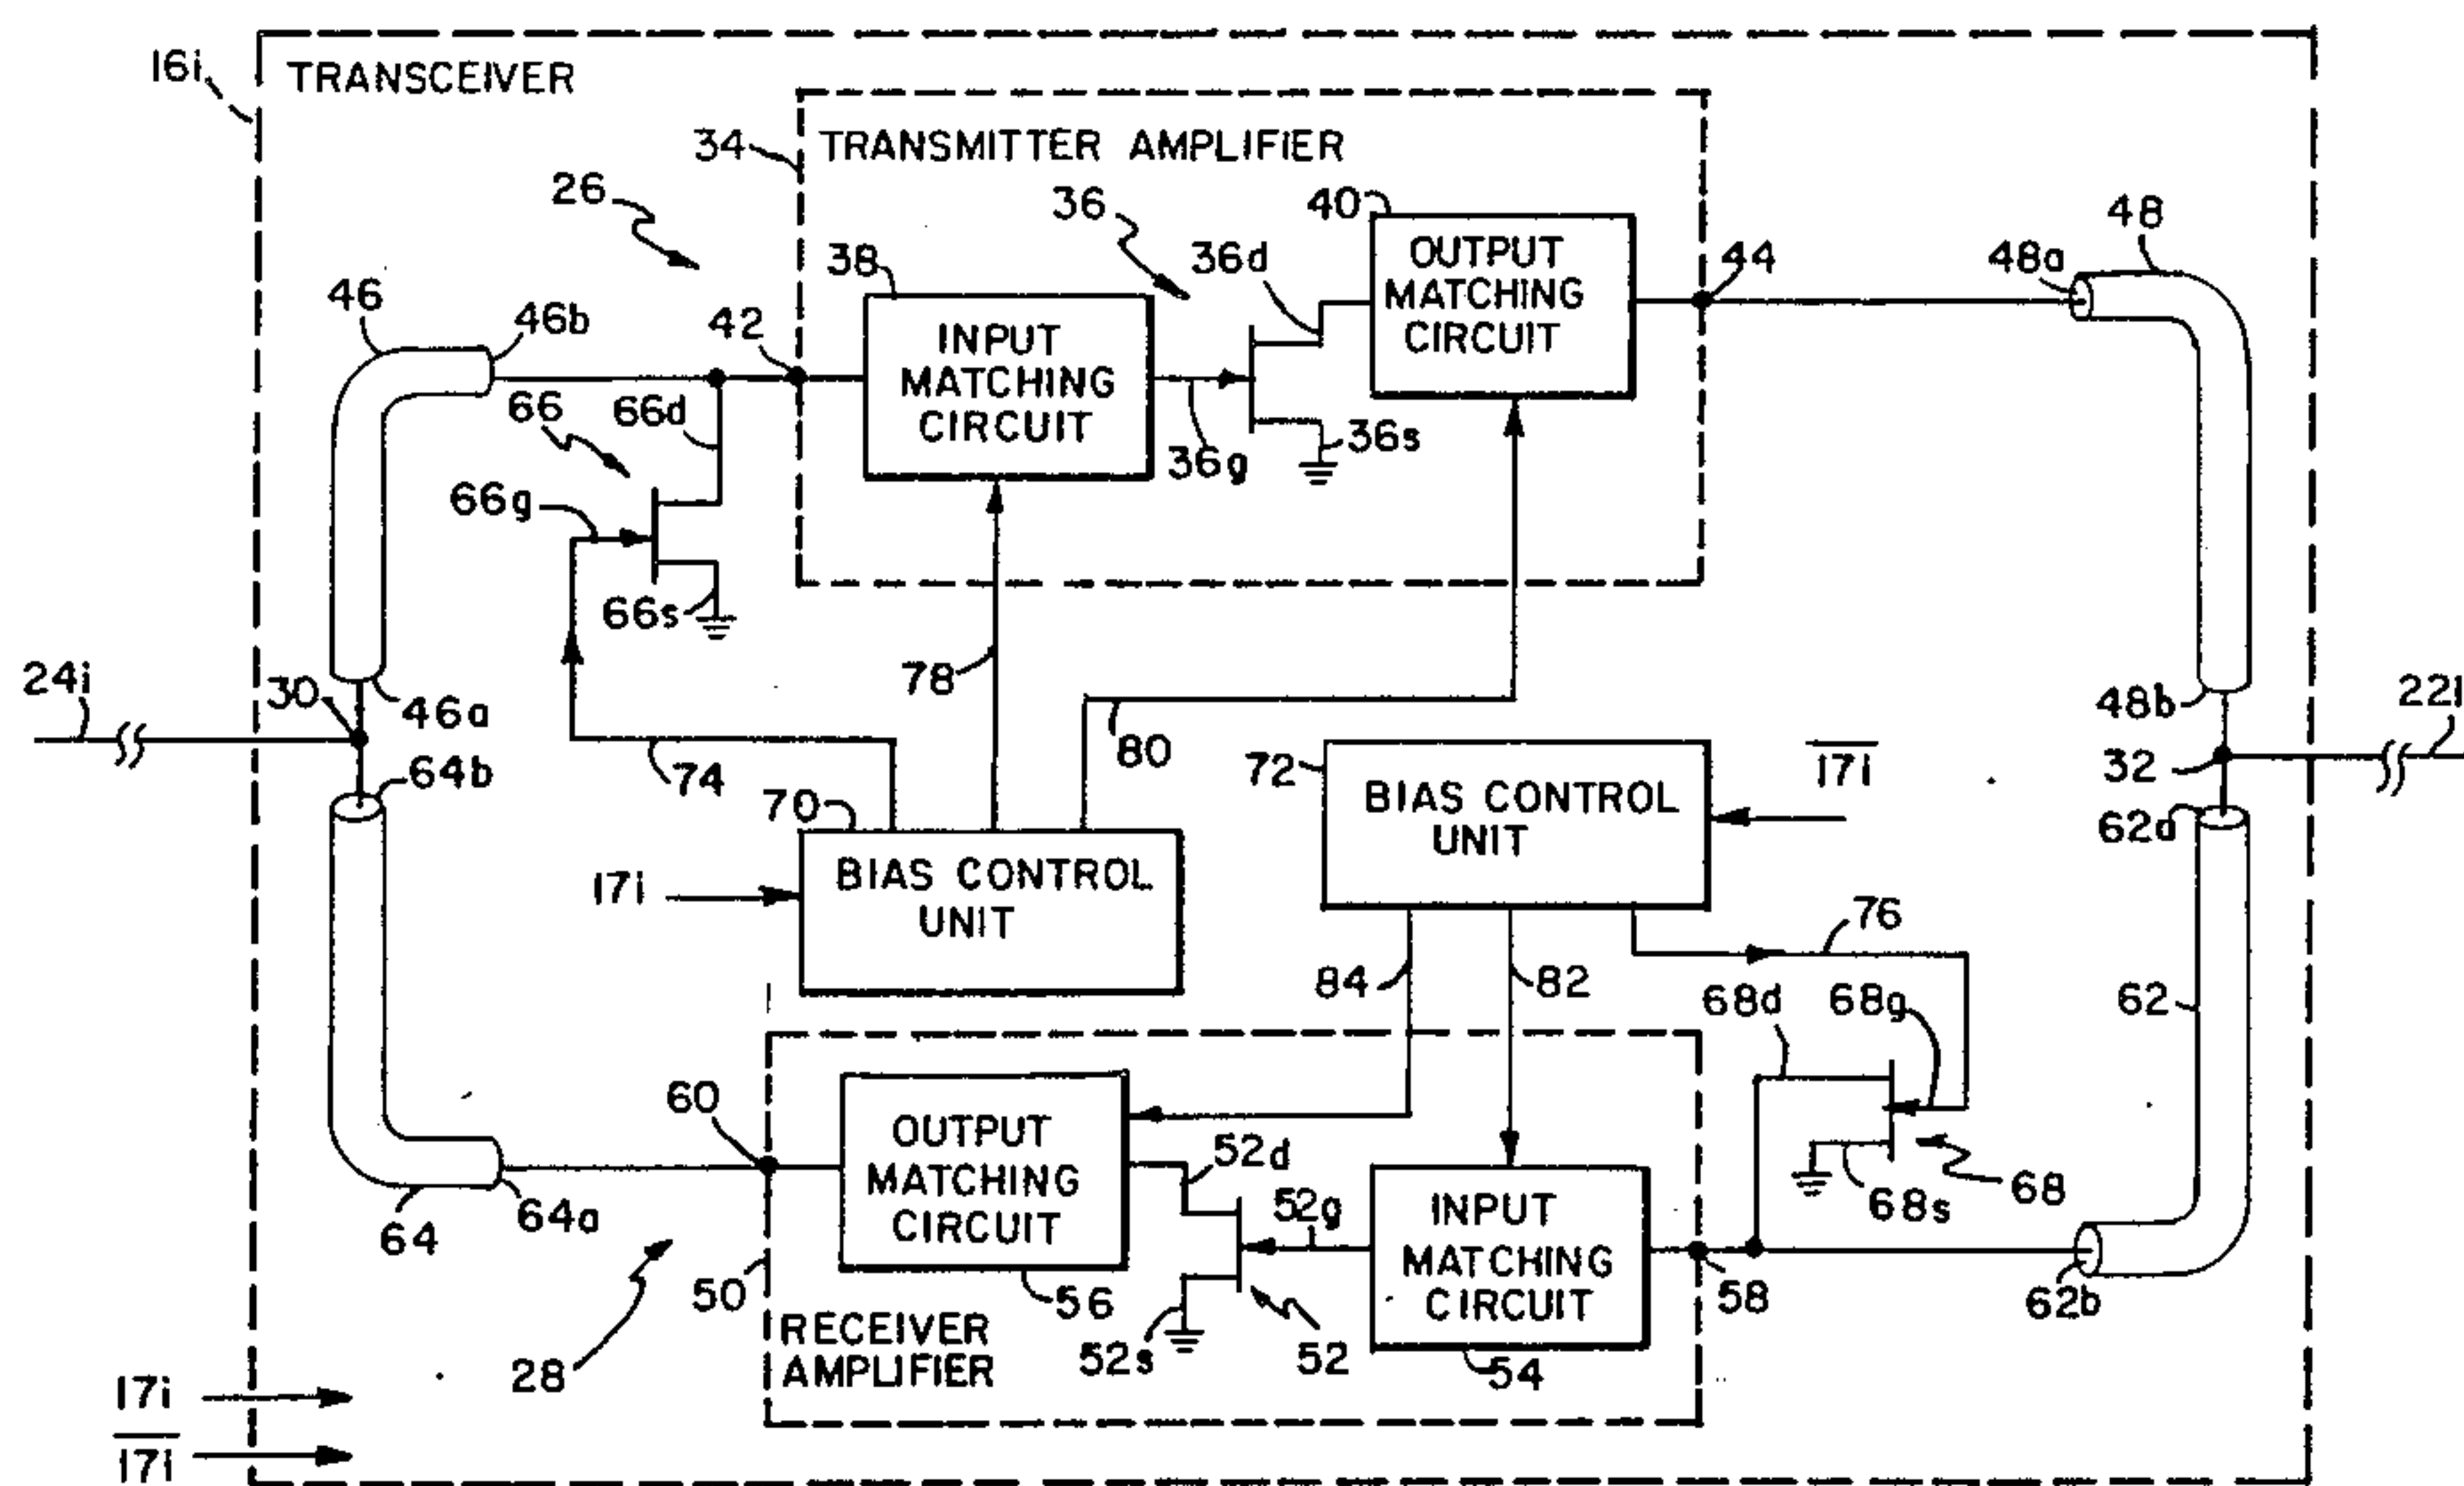 16i
TRANSCEIVER
34
TRANSMITTER AMPLIFIER
26
36
40
48
38
36d
OUTPUT
MATCHING
CIRCUIT
44
48a
46
46b
42
INPUT
MATCHING
CIRCUIT
66
66d
36g
36s
66g
66s
24i
30
46a
78
48b
22i
64b
74
80
72
BIAS CONTROL
UNIT
17i
32
62a
70
17i
BIAS CONTROL
UNIT
76
84
82
68d
68g
62
60
OUTPUT
MATCHING
CIRCUIT
52d
52g
INPUT
MATCHING
CIRCUIT
68s
68
64
64a
50
56
58
62b
RECEIVER
AMPLIFIER
52s
52
54
28
17i
17i